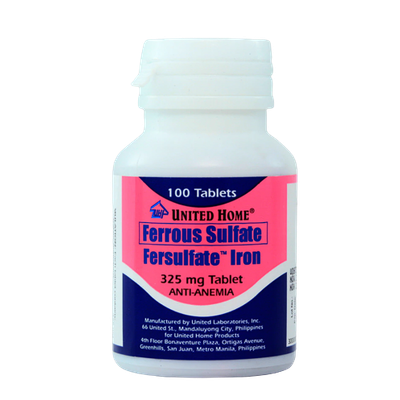 100 Tablets
UNITED HOME®
Ferrous Sulfate
Fersulfate™ Iron
325 mg Tablet
ANTI-ANEMIA
Manufactured by United Laboratories, Inc.
66 United St., Mandaluyong City, Philippines
for United Home Products
4th Floor Bonaventure Plaza, Ortigas Avenue,
Greenhills, San Juan, Metro Manila, Philippines